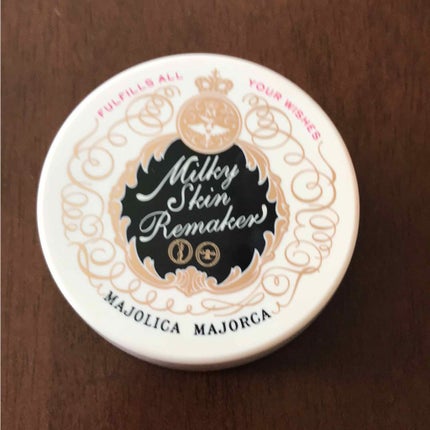 FULFILLS ALL YOUR WISHES
Milky
Skin
Remaker
MAJOLICA MAJORCA